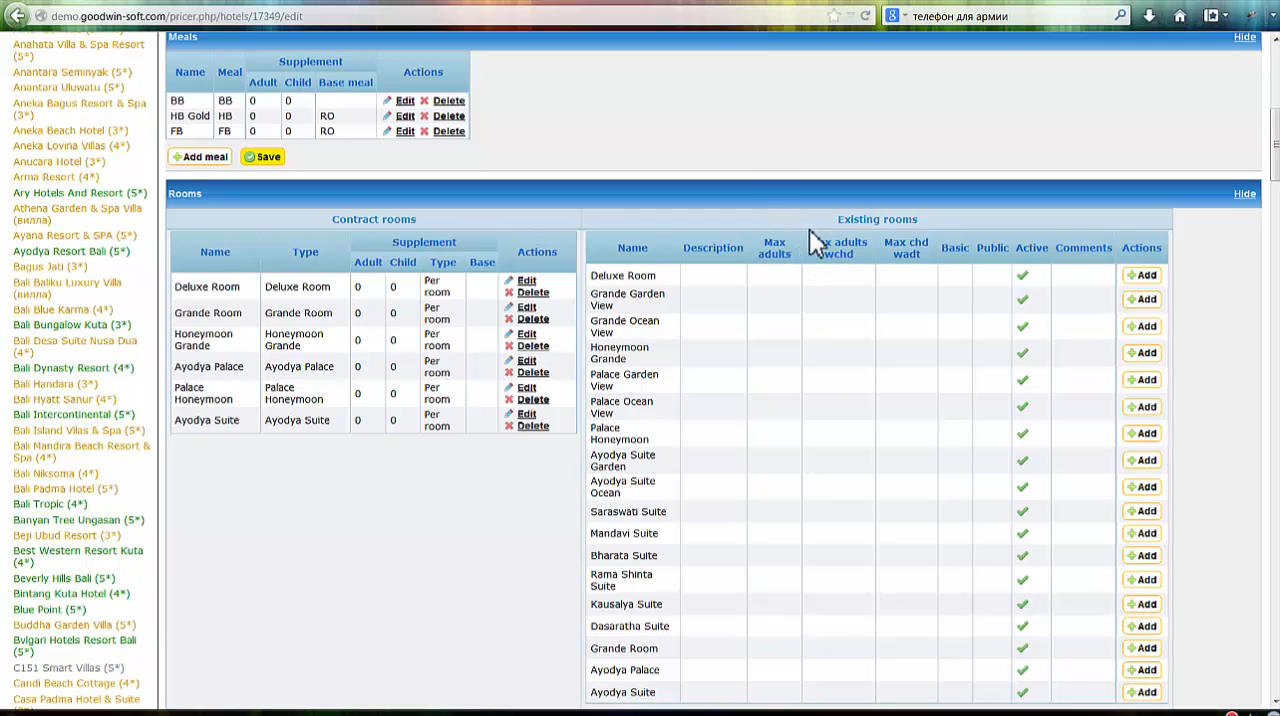 demo.goodwin-soft.com/pricer.php/hotels/17349/edit
телефон для армии
Anahata Villa & Spa Resort
(5*)
Anantara Seminyak (5*)
Anantara Uluwatu (5*)
Aneka Bagus Resort & Spa
(3*)
Aneka Beach Hotel (3*)
Aneka Lovina Villas (4*)
Anucara Hotel (3*)
Arma Resort (4*)
Ary Hotels And Resort (5*)
Athena Garden & Spa Villa
(вилла)
Ayana Resort & SPA (5*)
Ayodya Resort Bali (5*)
Bagus Jati (3*)
Bali Baliku Luxury Villa
(вилла)
Bali Blue Karma (4*)
Bali Bungalow Kuta (3*)
Bali Desa Suite Nusa Dua
(4*)
Bali Dynasty Resort (4*)
Bali Handara (3*)
Bali Hyatt Sanur (4*)
Bali Intercontinental (5*)
Bali Island Vilas & Spa (5*)
Bali Mandira Beach Resort &
Spa (4*)
Bali Niksoma (4*)
Bali Padma Hotel (5*)
Bali Tropic (4*)
Banyan Tree Ungasan (5*)
Beji Ubud Resort (3*)
Best Western Resort Kuta
(4*)
Beverly Hills Bali (5*)
Bintang Kuta Hotel (4*)
Blue Point (5*)
Buddha Garden Villa (5*)
Bvlgari Hotels Resort Bali
(5*)
C151 Smart Villas (5*)
Candi Beach Cottage (4*)
Casa Padma Hotel & Suite
Meals Hide
Name Meal Supplement Actions
Adult Child Base meal
BB BB 0 0 Edit Delete
HB Gold HB 0 0 RO Edit Delete
FB FB 0 0 RO Edit Delete
Add meal Save
Rooms Hide
Contract rooms
Name Type Supplement Actions
Adult Child Type Base
Deluxe Room Deluxe Room 0 0 Per room Edit Delete
Grande Room Grande Room 0 0 Per room Edit Delete
Honeymoon Grande Honeymoon Grande 0 0 Per room Edit Delete
Ayodya Palace Ayodya Palace 0 0 Per room Edit Delete
Palace Honeymoon Palace Honeymoon 0 0 Per room Edit Delete
Ayodya Suite Ayodya Suite 0 0 Per room Edit Delete
Existing rooms
Name Description Max adults adults wchd Max chd wadt Basic Public Active Comments Actions
Deluxe Room Add
Grande Garden View Add
Grande Ocean View Add
Honeymoon Grande Add
Palace Garden View Add
Palace Ocean View Add
Palace Honeymoon Add
Ayodya Suite Garden Add
Ayodya Suite Ocean Add
Saraswati Suite Add
Mandavi Suite Add
Bharata Suite Add
Rama Shinta Suite Add
Kausalya Suite Add
Dasaratha Suite Add
Grande Room Add
Ayodya Palace Add
Ayodya Suite Add